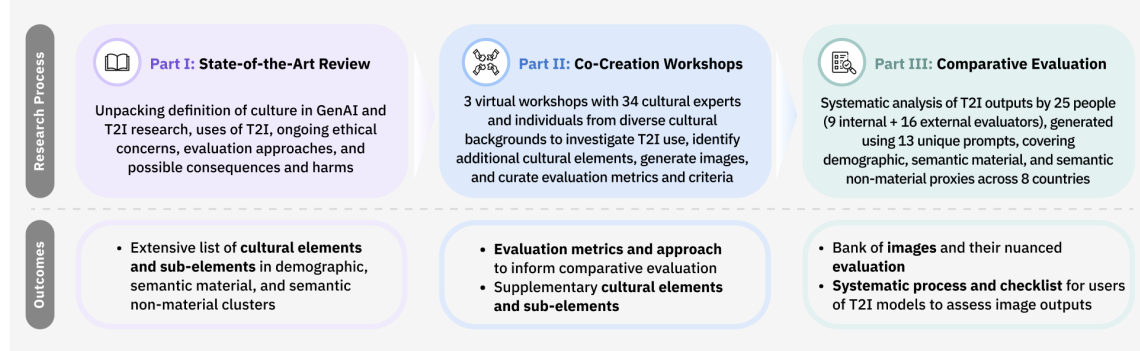 Research Process
Part I: State-of-the-Art Review
Unpacking definition of culture in GenAI and
T2I research, uses of T2I, ongoing ethical
concerns, evaluation approaches, and
possible consequences and harms
Part II: Co-Creation Workshops
3 virtual workshops with 34 cultural experts
and individuals from diverse cultural
backgrounds to investigate T2I use, identify
additional cultural elements, generate images,
and curate evaluation metrics and criteria
Part III: Comparative Evaluation
Systematic analysis of T2I outputs by 25 people
(9 internal + 16 external evaluators), generated
using 13 unique prompts, covering
demographic, semantic material, and semantic
non-material proxies across 8 countries
Outcomes
• Extensive list of cultural elements
and sub-elements in demographic,
semantic material, and semantic
non-material clusters
• Evaluation metrics and approach
to inform comparative evaluation
• Supplementary cultural elements
and sub-elements
• Bank of images and their nuanced
evaluation
• Systematic process and checklist for users
of T2I models to assess image outputs